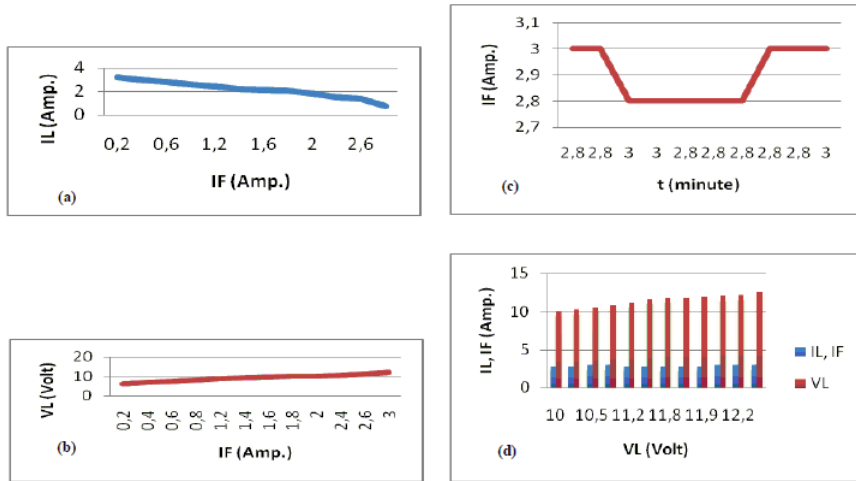 4
2
0
IL (Amp.)
0,2 0,6 1,2 1,6 2 2,6
IF (Amp.)
(a)
3,1
3
2,9
2,8
2,7
IF (Amp.)
2,8 2,8 3 3 2,8 2,8 2,8 2,8 2,8 3
t (minute)
(c)
20
10
0
VL (Volt)
0,2 0,4 0,6 0,8 1,2 1,4 1,6 1,8 2 2,4 2,6 3
IF (Amp.)
(b)
15
10
5
0
IL, IF (Amp.)
10 10,5 11,2 11,8 11,9 12,2
VL (Volt)
IL, IF
VL
(d)